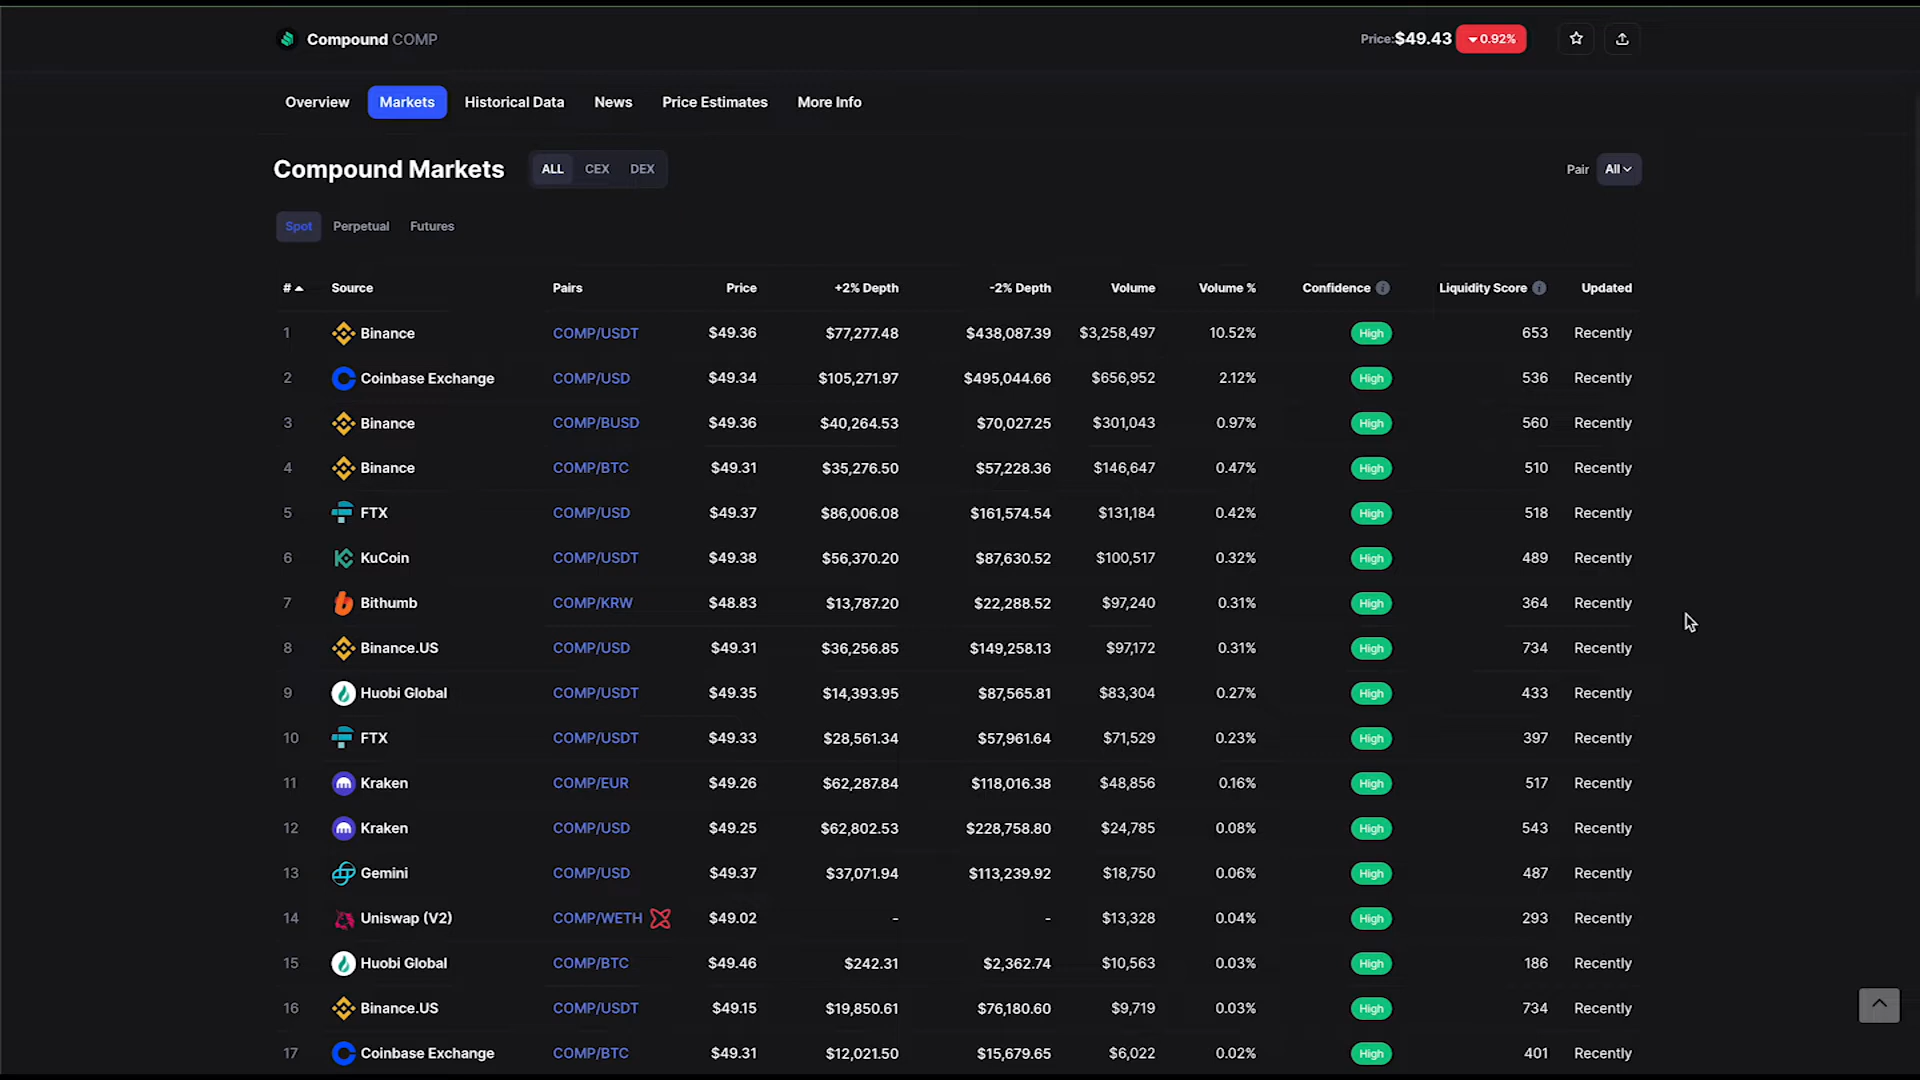 Compound COMP Price:$49.43 0.92%
Overview Markets Historical Data News Price Estimates More Info
Compound Markets ALL CEX DEX Pair All
Spot Perpetual Futures
# Source Pairs Price +2% Depth -2% Depth Volume Volume % Confidence Liquidity Score Updated
1 Binance COMP/USDT $49.36 $77,277.48 $438,087.39 $3,258,497 10.52% High 653 Recently
2 Coinbase Exchange COMP/USD $49.34 $105,271.97 $495,044.66 $656,952 2.12% High 536 Recently
3 Binance COMP/BUSD $49.36 $40,264.53 $70,027.25 $301,043 0.97% High 560 Recently
4 Binance COMP/BTC $49.31 $35,276.50 $57,228.36 $146,647 0.47% High 510 Recently
5 FTX COMP/USD $49.37 $86,006.08 $161,574.54 $131,184 0.42% High 518 Recently
6 KuCoin COMP/USDT $49.38 $56,370.20 $87,630.52 $100,517 0.32% High 489 Recently
7 Bithumb COMP/KRW $48.83 $13,787.20 $22,288.52 $97,240 0.31% High 364 Recently
8 Binance.US COMP/USD $49.31 $36,256.85 $149,258.13 $97,172 0.31% High 734 Recently
9 Huobi Global COMP/USDT $49.35 $14,393.95 $87,565.81 $83,304 0.27% High 433 Recently
10 FTX COMP/USDT $49.33 $28,561.34 $57,961.64 $71,529 0.23% High 397 Recently
11 Kraken COMP/EUR $49.26 $62,287.84 $118,016.38 $48,856 0.16% High 517 Recently
12 Kraken COMP/USD $49.25 $62,802.53 $228,758.80 $24,785 0.08% High 543 Recently
13 Gemini COMP/USD $49.37 $37,071.94 $113,239.92 $18,750 0.06% High 487 Recently
14 Uniswap (V2) COMP/WETH $49.02 - - $13,328 0.04% High 293 Recently
15 Huobi Global COMP/BTC $49.46 $242.31 $2,362.74 $10,563 0.03% High 186 Recently
16 Binance.US COMP/USDT $49.15 $19,850.61 $76,180.60 $9,719 0.03% High 734 Recently
17 Coinbase Exchange COMP/BTC $49.31 $12,021.50 $15,679.65 $6,022 0.02% High 401 Recently